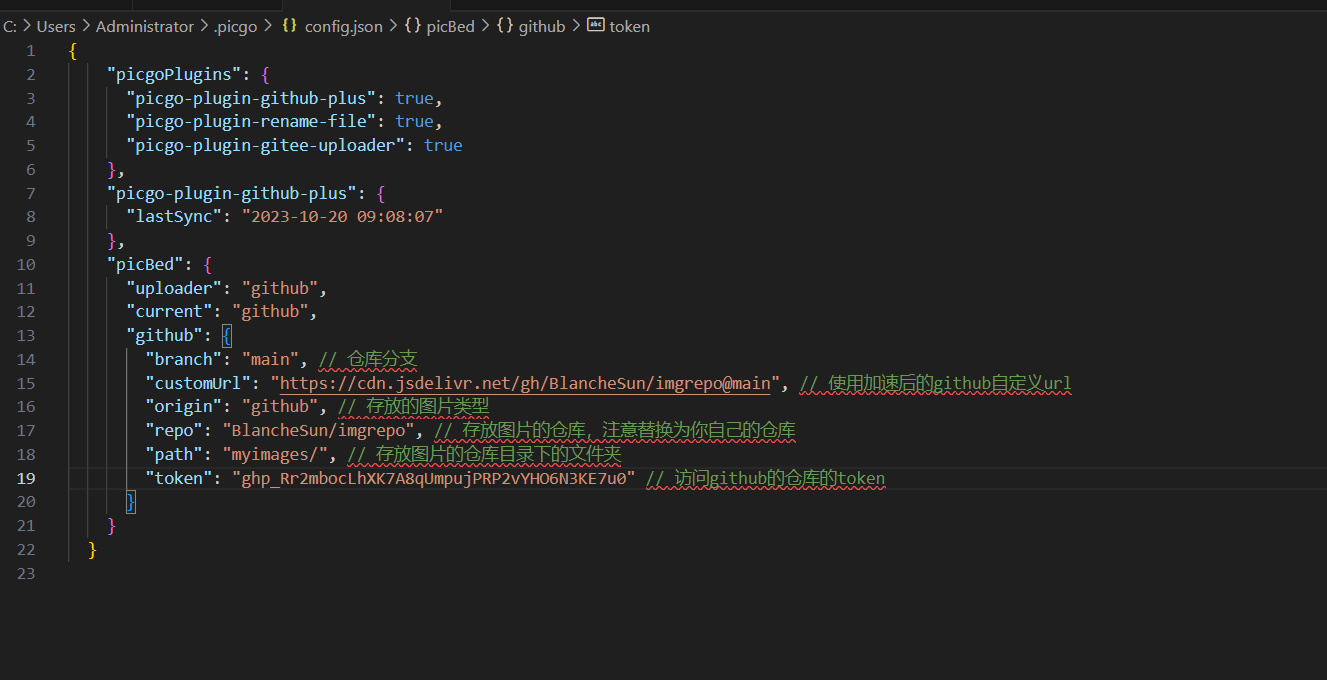 C: > Users > Administrator > .picgo > {} config.json > {} picBed > {} github > abc token
1 {
2 "picgoPlugins": {
3 "picgo-plugin-github-plus": true,
4 "picgo-plugin-rename-file": true,
5 "picgo-plugin-gitee-uploader": true
6 },
7 "picgo-plugin-github-plus": {
8 "lastSync": "2023-10-20 09:08:07"
9 },
10 "picBed": {
11 "uploader": "github",
12 "current": "github",
13 "github": {
14 "branch": "main", // 仓库分支
15 "customUrl": "https://cdn.jsdelivr.net/gh/BlancheSun/imgrepo@main", // 使用加速后的github自定义url
16 "origin": "github", // 存放的图片类型
17 "repo": "BlancheSun/imgrepo", // 存放图片的仓库，注意替换为你自己的仓库
18 "path": "myimages/", // 存放图片的仓库目录下的文件夹
19 "token": "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" // 访问github的仓库的token
20 }
21 }
22 }
23